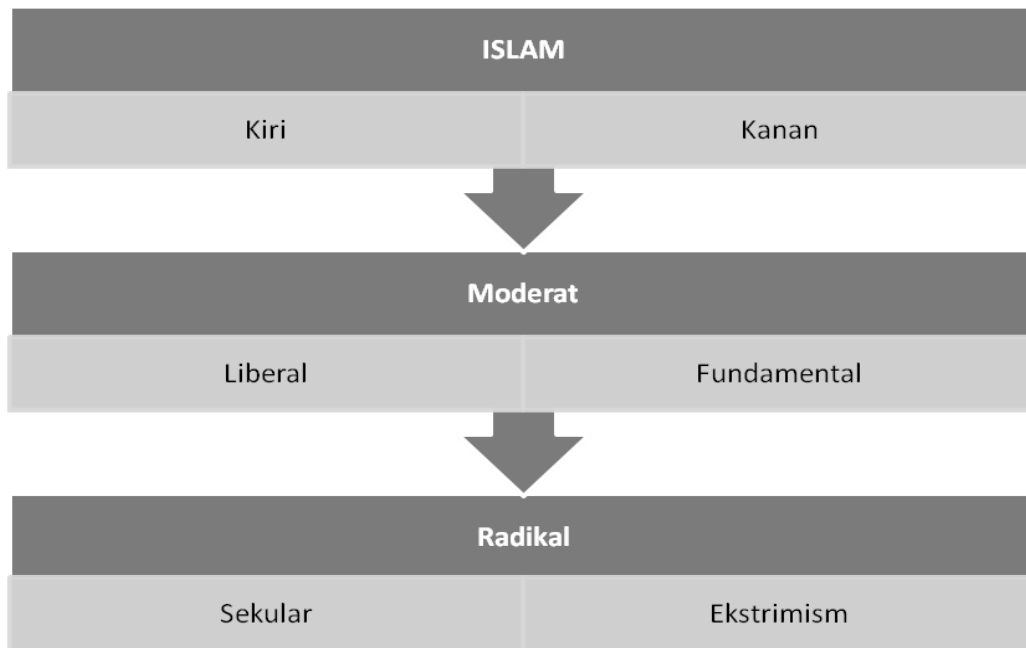 ISLAM
Kiri Kanan
Moderat
Liberal Fundamental
Radikal
Sekular Ekstrimism